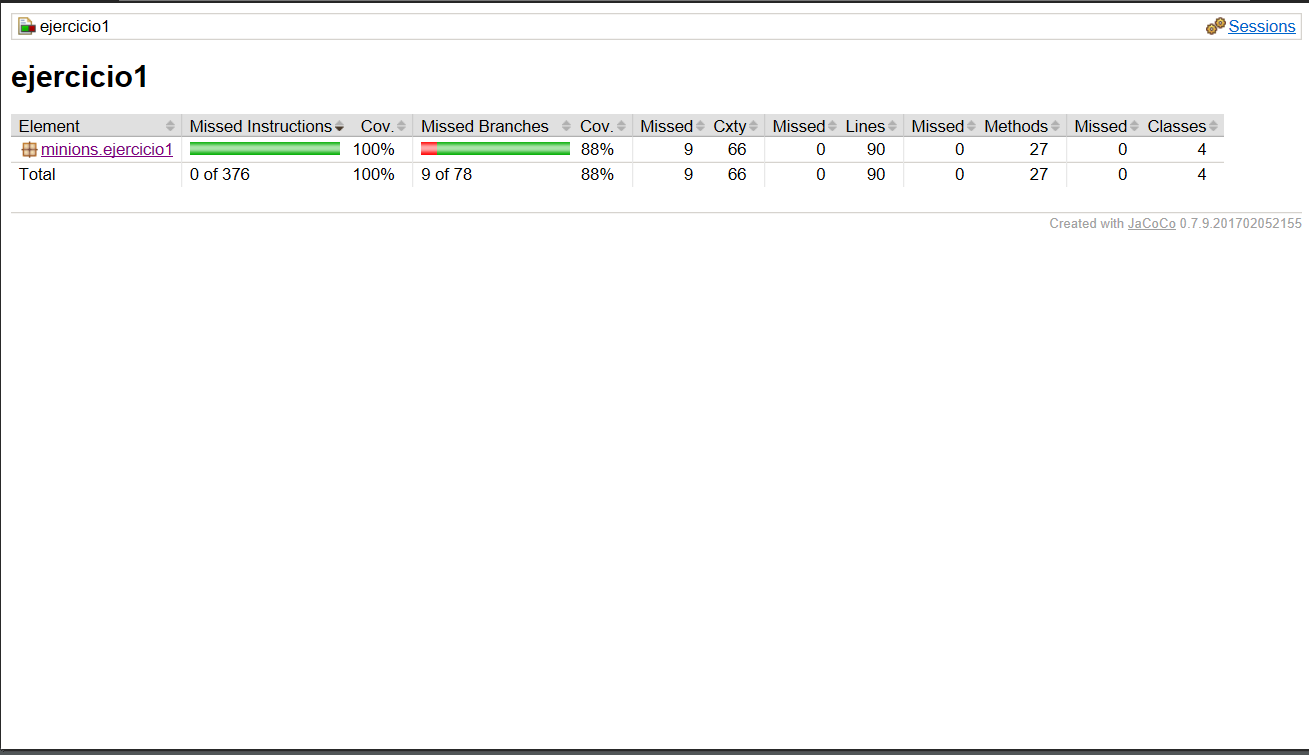 ejercicio1 Sessions
ejercicio1
Element Missed Instructions Cov. Missed Branches Cov. Missed Cxty Missed Lines Missed Methods Missed Classes
minions.ejercicio1 100% 88% 9 66 0 90 0 27 0 4
Total 0 of 376 100% 9 of 78 88% 9 66 0 90 0 27 0 4
Created with JaCoCo 0.7.9.201702052155